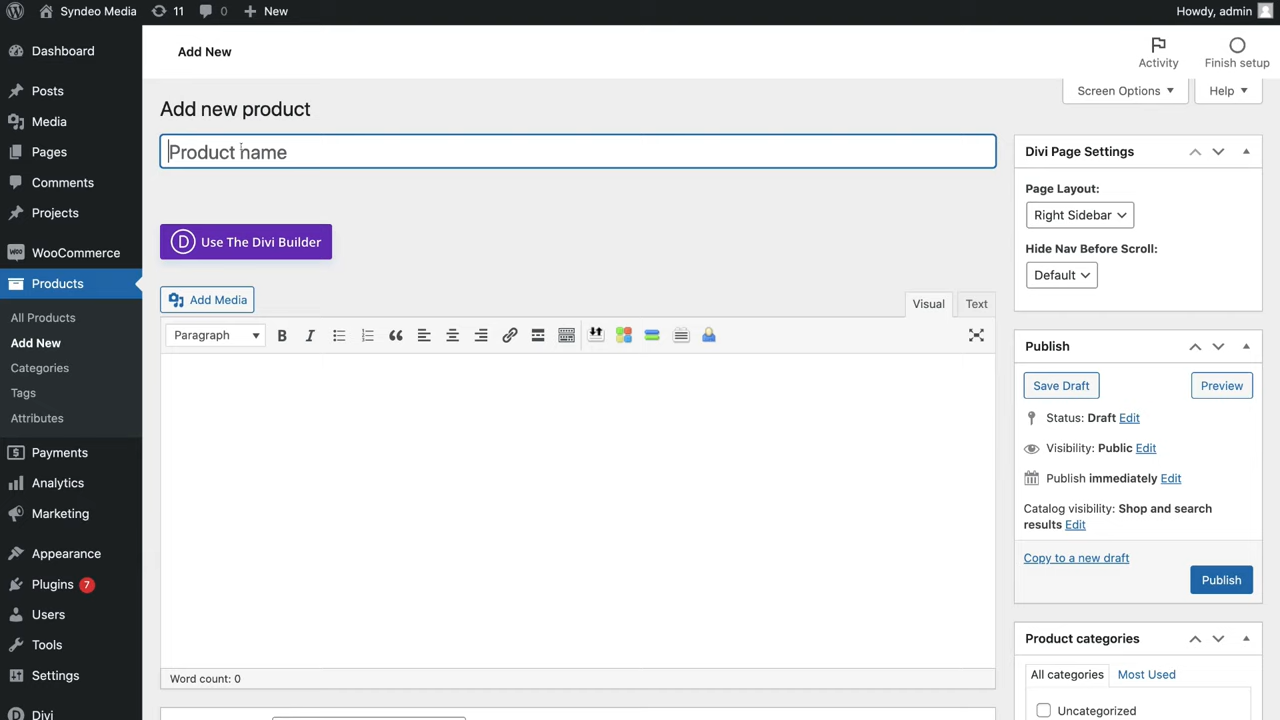 Syndeo Media
11
0
New
Howdy, admin
Dashboard
Posts
Media
Pages
Comments
Projects
WooCommerce
Products
All Products
Add New
Categories
Tags
Attributes
Payments
Analytics
Marketing
Appearance
Plugins 7
Users
Tools
Settings
Divi
Add New
Activity
Finish setup
Screen Options
Help
Add new product
Product name
D Use The Divi Builder
Add Media
Visual
Text
Paragraph
B I
Word count: 0
Divi Page Settings
Page Layout:
Right Sidebar
Hide Nav Before Scroll:
Default
Publish
Save Draft
Preview
Status: Draft Edit
Visibility: Public Edit
Publish immediately Edit
Catalog visibility: Shop and search
results Edit
Copy to a new draft
Publish
Product categories
All categories
Most Used
Uncategorized